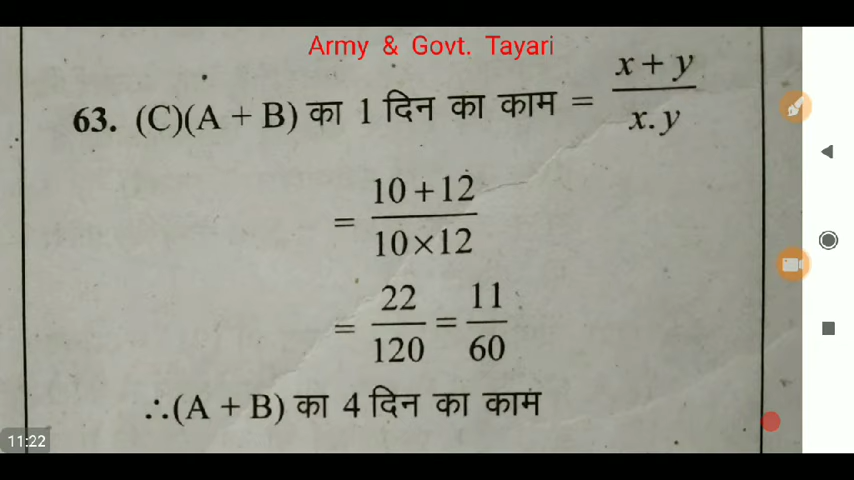 Army & Govt. Tayari
63. (C)(A + B) का 1 दिन का काम = x + y / x.y
= 10 + 12 / 10 × 12
= 22 / 120 = 11 / 60
∴(A + B) का 4 दिन का काम
11:22